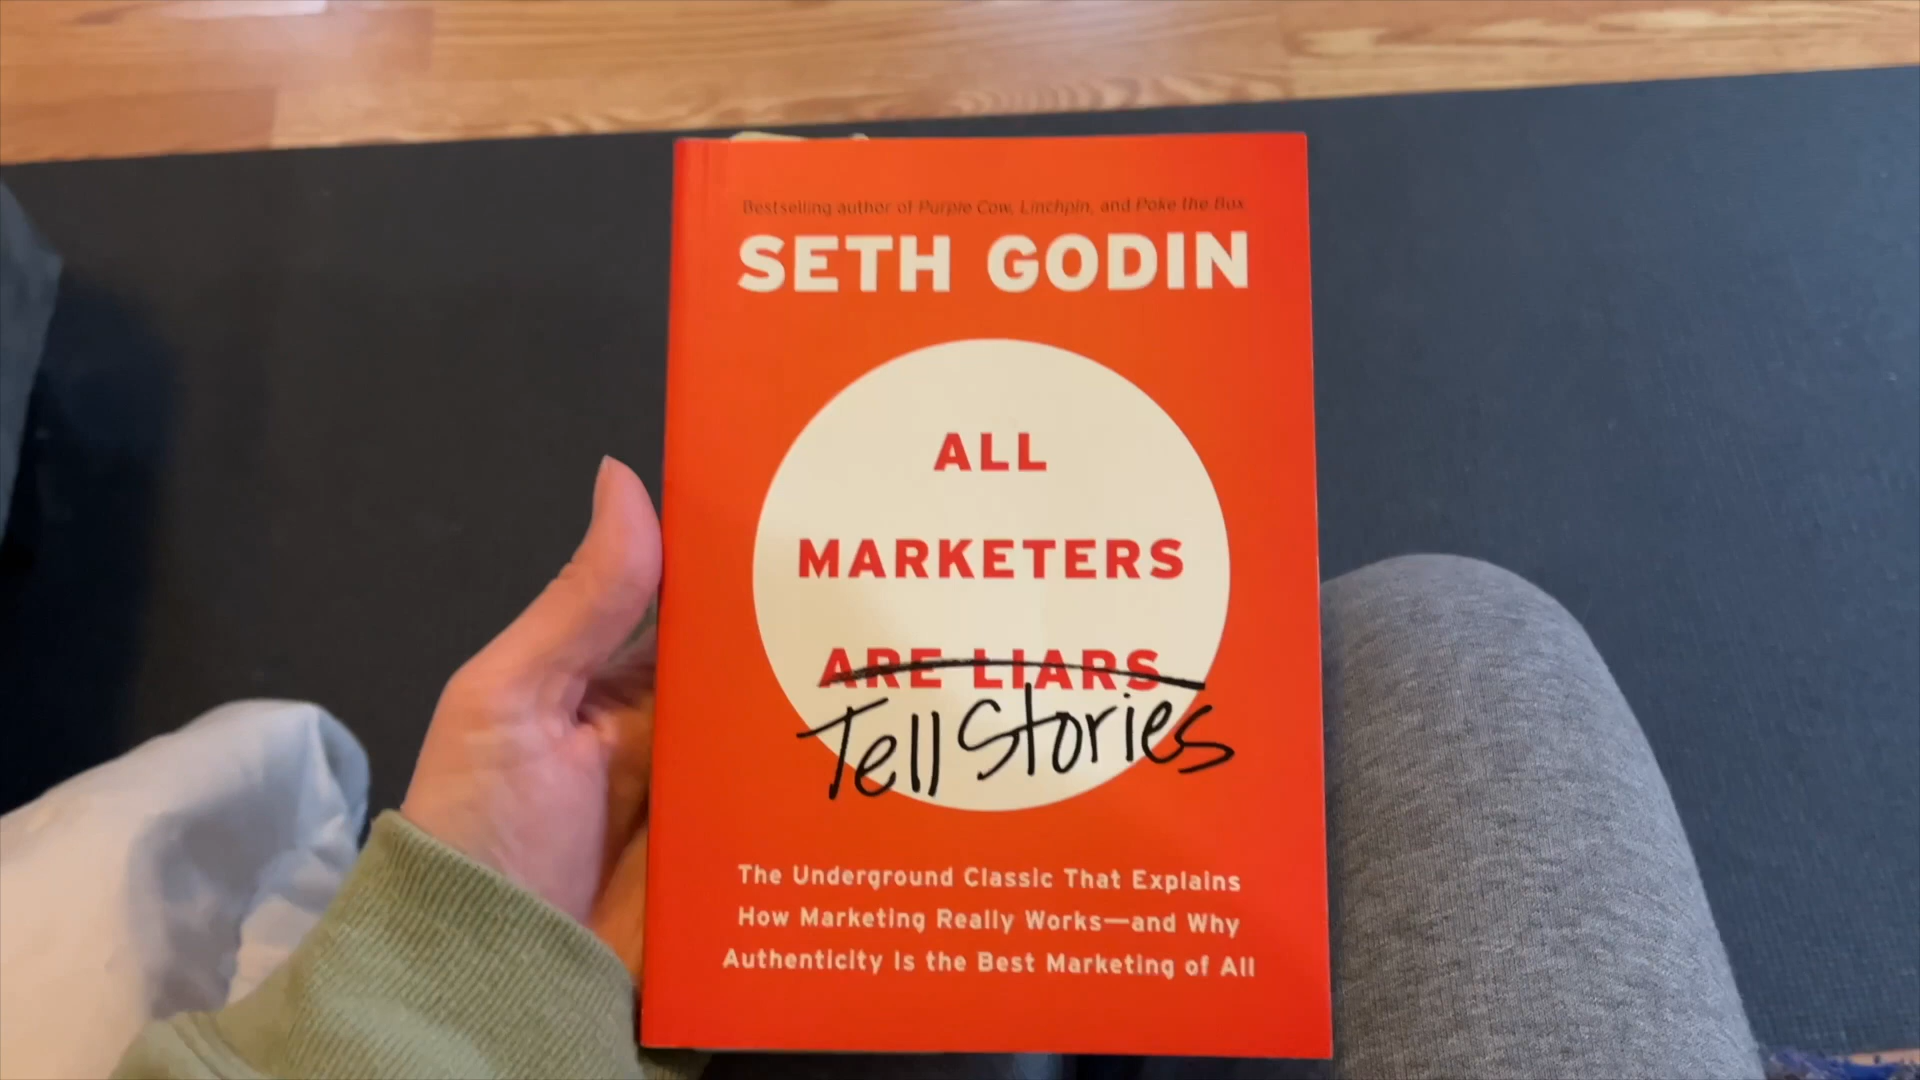 Bestselling author of Purple Cow, Linchpin, and Poke the Box
SETH GODIN
ALL
MARKETERS
ARE LIARS
Tell Stories
The Underground Classic That Explains
How Marketing Really Works—and Why
Authenticity Is the Best Marketing of All